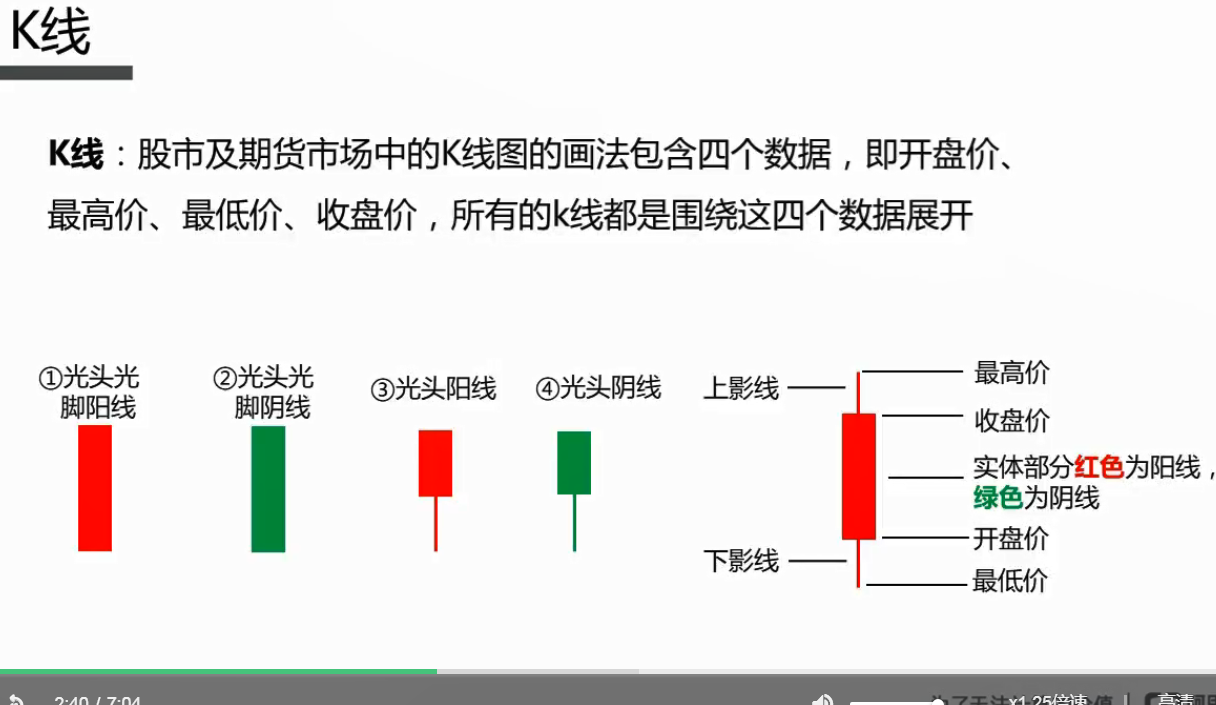 K线
K线：股市及期货市场中的K线图的画法包含四个数据，即开盘价、
最高价、最低价、收盘价，所有的k线都是围绕这四个数据展开
①光头光
脚阳线
②光头光
脚阴线
③光头阳线
④光头阴线
上影线
下影线
最高价
收盘价
实体部分红色为阳线，
绿色为阴线
开盘价
最低价
2:40 / 7:04
x1.25倍速
高清